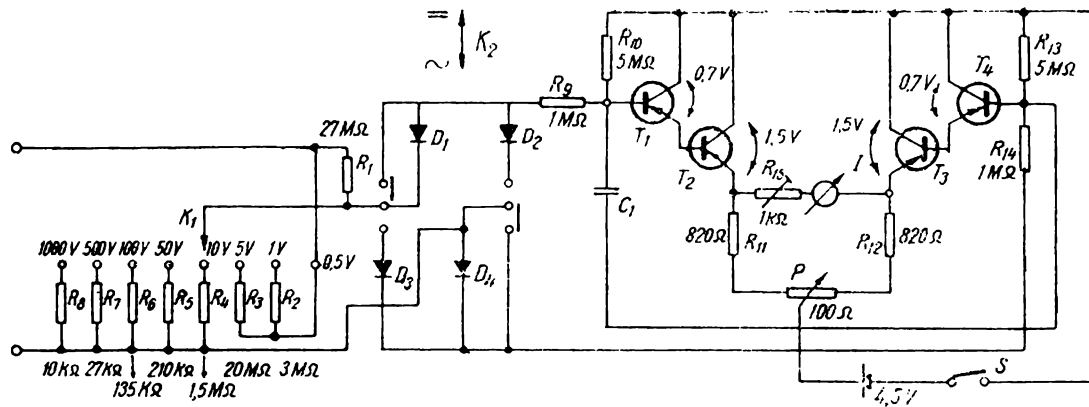 =
~
K2
R10
5MΩ
R13
5MΩ
0,7V
0,7V
T4
R9
1MΩ
T1
27MΩ
D1
D2
1,5V
1,5V
R14
1MΩ
R1
T2
R15
1KΩ
I
T3
K1
C1
1000V 500V 100V 50V 10V 5V 1V
0,5V
820Ω
R11
R12
820Ω
R8 R7 R6 R5 R4 R3 R2
D3
D4
P
100Ω
10KΩ 27KΩ 210KΩ 20MΩ 3MΩ
135KΩ 1,5MΩ
4,5V
S